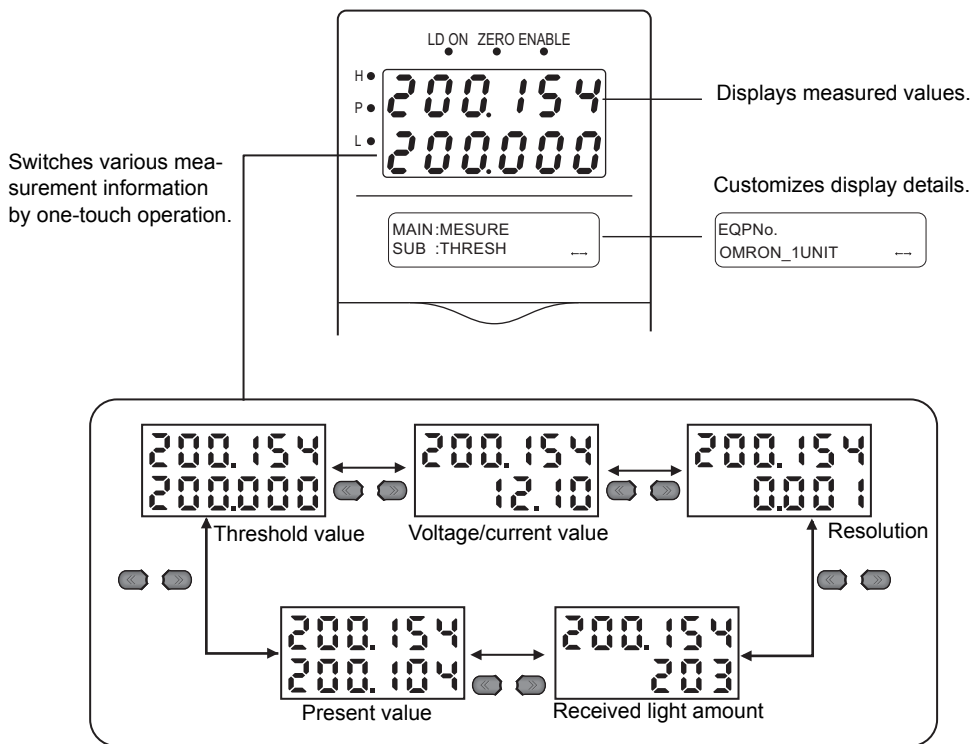 LD ON ZERO ENABLE
H
200.154
Displays measured values.
P
L
200.000
Switches various mea-
surement information
by one-touch operation.
Customizes display details.
MAIN:MESURE
SUB :THRESH ←→
EQPNo.
OMRON_1UNIT ←→
200.154
200.000
Threshold value
200.154
12.10
Voltage/current value
200.154
0.001
Resolution
200.154
200.104
Present value
200.154
203
Received light amount